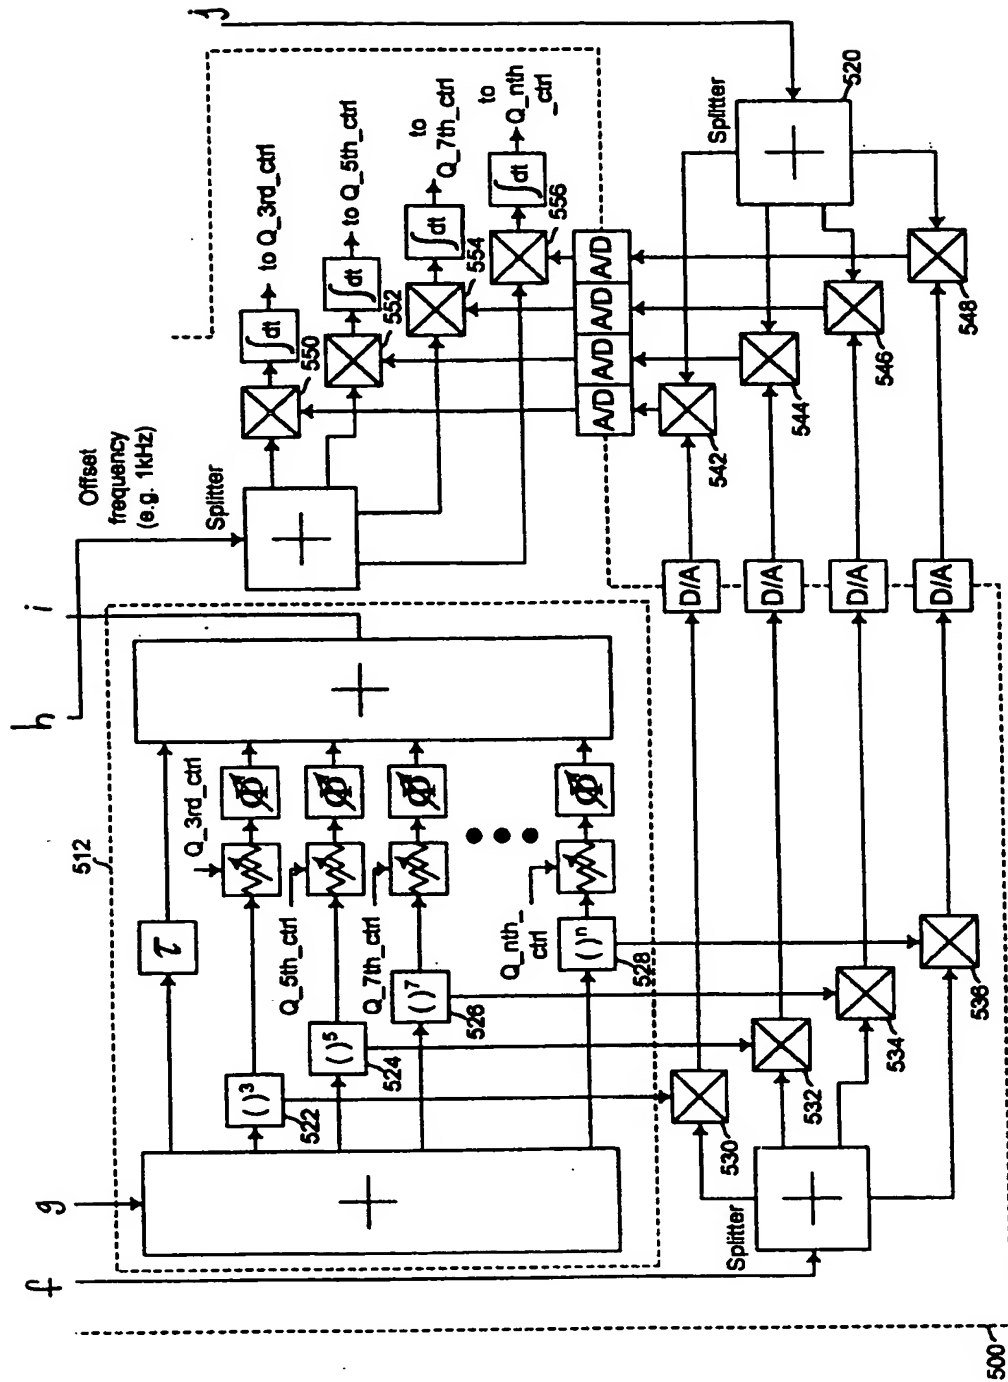 f
g
h
i
j
512
τ
Q_3rd_ctrl
Q_5th_ctrl
Q_7th_ctrl
Q_nth_
ctrl
( )³
522
( )⁵
524
( )⁷
526
( )ⁿ
528
Φ
Φ
Φ
Φ
Offset
frequency
(e.g. 1kHz)
Splitter
550
552
554
556
∫dt
∫dt
∫dt
∫dt
to Q_3rd_ctrl
to Q_5th_ctrl
to
Q_7th_ctrl
to
Q_nth
_ctrl
A/D
A/D
A/D
A/D
Splitter
520
542
544
546
548
D/A
D/A
D/A
D/A
Splitter
530
532
534
536
500